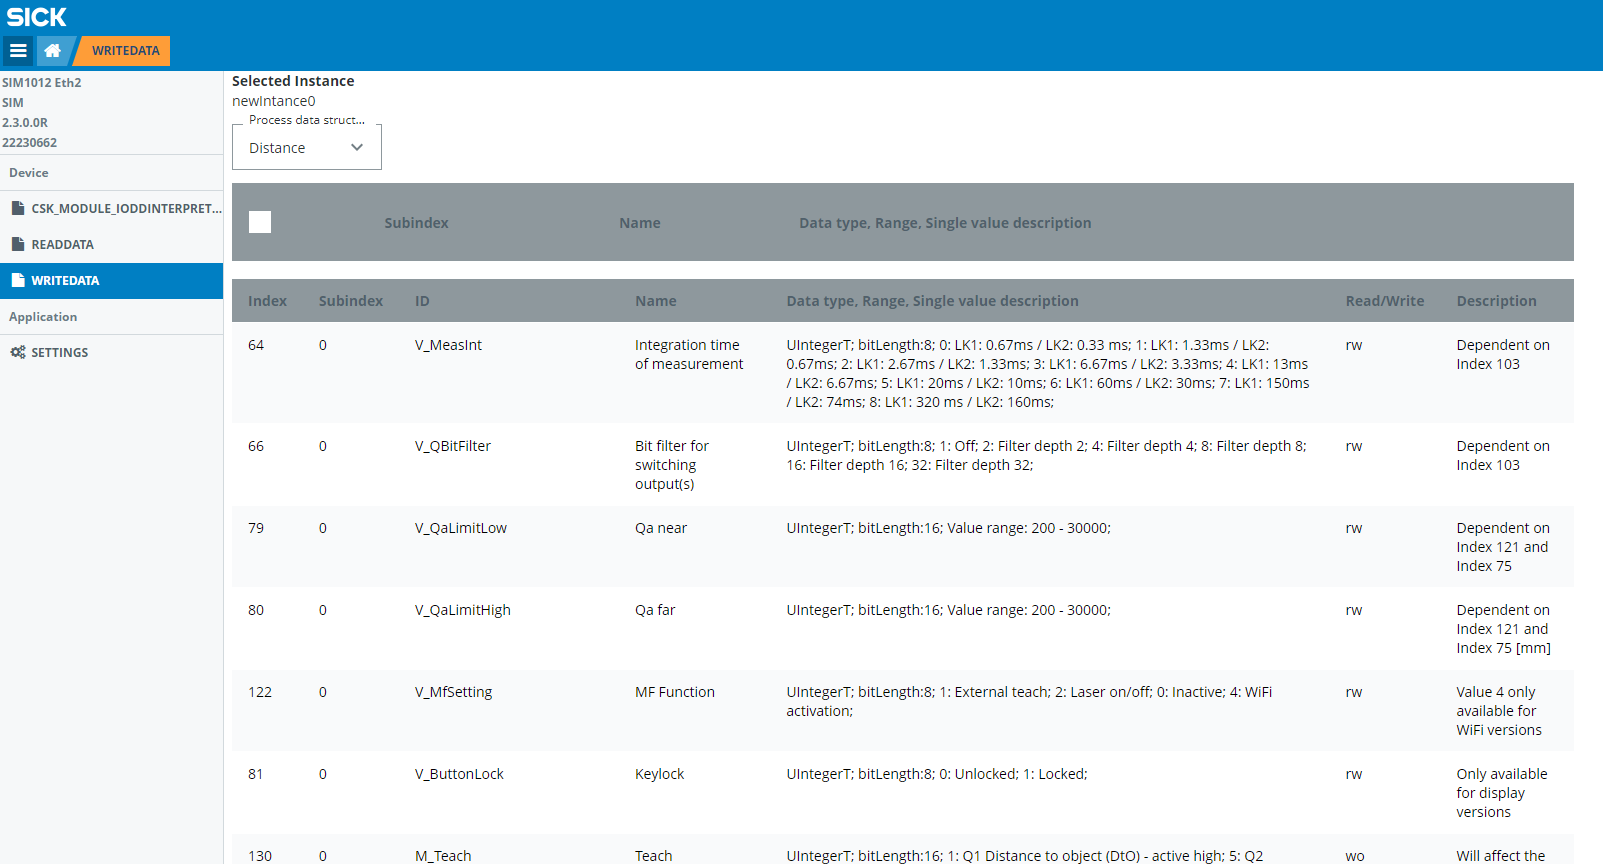 SICK
WRITEDATA
SIM1012 Eth2
SIM
2.3.0.0R
22230662
Device
CSK_MODULE_IODDINTERPRET...
READDATA
WRITEDATA
Application
SETTINGS
Selected Instance
newIntance0
Process data struct...
Distance
Subindex Name Data type, Range, Single value description
Index Subindex ID Name Data type, Range, Single value description Read/Write Description
64 0 V_MeasInt Integration time UIntegerT; bitLength:8; 0: LK1: 0.67ms / LK2: 0.33 ms; 1: LK1: 1.33ms / LK2: rw Dependent on
of measurement 0.67ms; 2: LK1: 2.67ms / LK2: 1.33ms; 3: LK1: 6.67ms / LK2: 3.33ms; 4: LK1: 13ms Index 103
/ LK2: 6.67ms; 5: LK1: 20ms / LK2: 10ms; 6: LK1: 60ms / LK2: 30ms; 7: LK1: 150ms
/ LK2: 74ms; 8: LK1: 320 ms / LK2: 160ms;
66 0 V_QBitFilter Bit filter for UIntegerT; bitLength:8; 1: Off; 2: Filter depth 2; 4: Filter depth 4; 8: Filter depth 8; rw Dependent on
switching 16: Filter depth 16; 32: Filter depth 32; Index 103
output(s)
79 0 V_QaLimitLow Qa near UIntegerT; bitLength:16; Value range: 200 - 30000; rw Dependent on
Index 121 and
Index 75
80 0 V_QaLimitHigh Qa far UIntegerT; bitLength:16; Value range: 200 - 30000; rw Dependent on
Index 121 and
Index 75 [mm]
122 0 V_MfSetting MF Function UIntegerT; bitLength:8; 1: External teach; 2: Laser on/off; 0: Inactive; 4: WiFi rw Value 4 only
activation; available for
WiFi versions
81 0 V_ButtonLock Keylock UIntegerT; bitLength:8; 0: Unlocked; 1: Locked; rw Only available
for display
versions
130 0 M_Teach Teach UIntegerT; bitLength:16; 1: Q1 Distance to object (DtO) - active high; 5: Q2 wo Will affect the